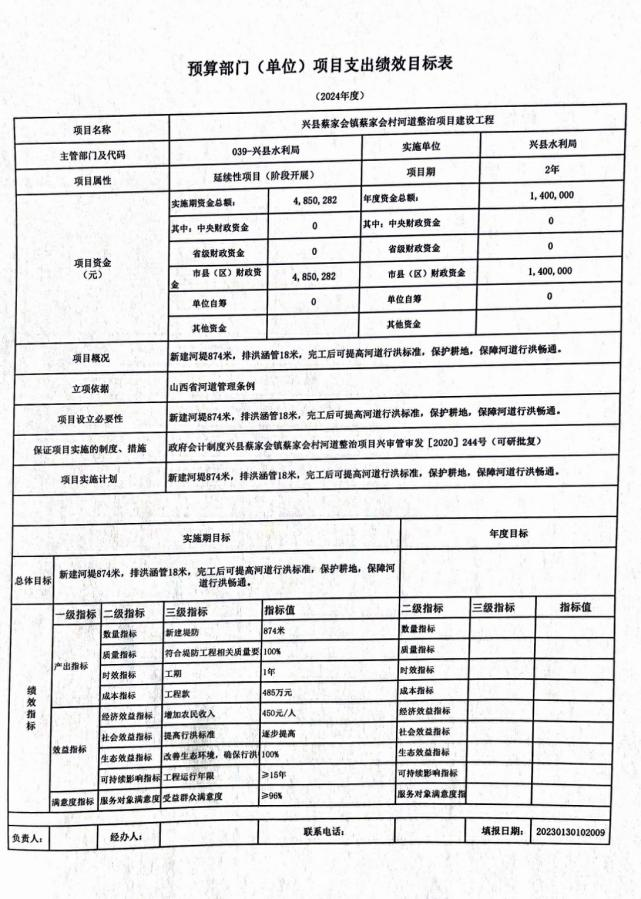 预算部门（单位）项目支出绩效目标表
（2024年度）
项目名称 兴县蔡家会镇蔡家会村河道整治项目建设工程
主管部门及代码 039-兴县水利局 实施单位 兴县水利局
项目属性 延续性项目（阶段开展） 项目期 2年
项目资金（元）
实施期资金总额： 4,850,282 年度资金总额： 1,400,000
其中：中央财政资金 0 其中：中央财政资金 0
省级财政资金 0 省级财政资金 0
市县（区）财政资金 4,850,282 市县（区）财政资金 1,400,000
单位自筹 0 单位自筹 0
其他资金 其他资金
项目概况 新建河堤874米，排洪涵管18米，完工后可提高河道行洪标准，保护耕地，保障河道行洪畅通。
立项依据 山西省河道管理条例
项目设立必要性 新建河堤874米，排洪涵管18米，完工后可提高河道行洪标准，保护耕地，保障河道行洪畅通。
保证项目实施的制度、措施 政府会计制度兴县蔡家会镇蔡家会村河道整治项目兴审管审发［2020］244号（可研批复）
项目实施计划 新建河堤874米，排洪涵管18米，完工后可提高河道行洪标准，保护耕地，保障河道行洪畅通。
实施期目标 年度目标
总体目标 新建河堤874米，排洪涵管18米，完工后可提高河道行洪标准，保护耕地，保障河
道行洪畅通。
绩效指标
一级指标 二级指标 三级指标 指标值 二级指标 三级指标 指标值
产出指标
数量指标 新建堤防 874米 数量指标
质量指标 符合堤防工程相关质量要 100% 质量指标
时效指标 工期 1年 时效指标
成本指标 工程款 485万元 成本指标
效益指标
经济效益指标 增加农民收入 450元/人 经济效益指标
社会效益指标 提高行洪标准 逐步提高 社会效益指标
生态效益指标 改善生态环境，确保行洪 100% 生态效益指标
可持续影响指标 工程运行年限 ≥15年 可持续影响指标
满意度指标 服务对象满意度 受益群众满意度 ≥96% 服务对象满意度指
负责人： 经办人： 联系电话： 填报日期： 20230130102009